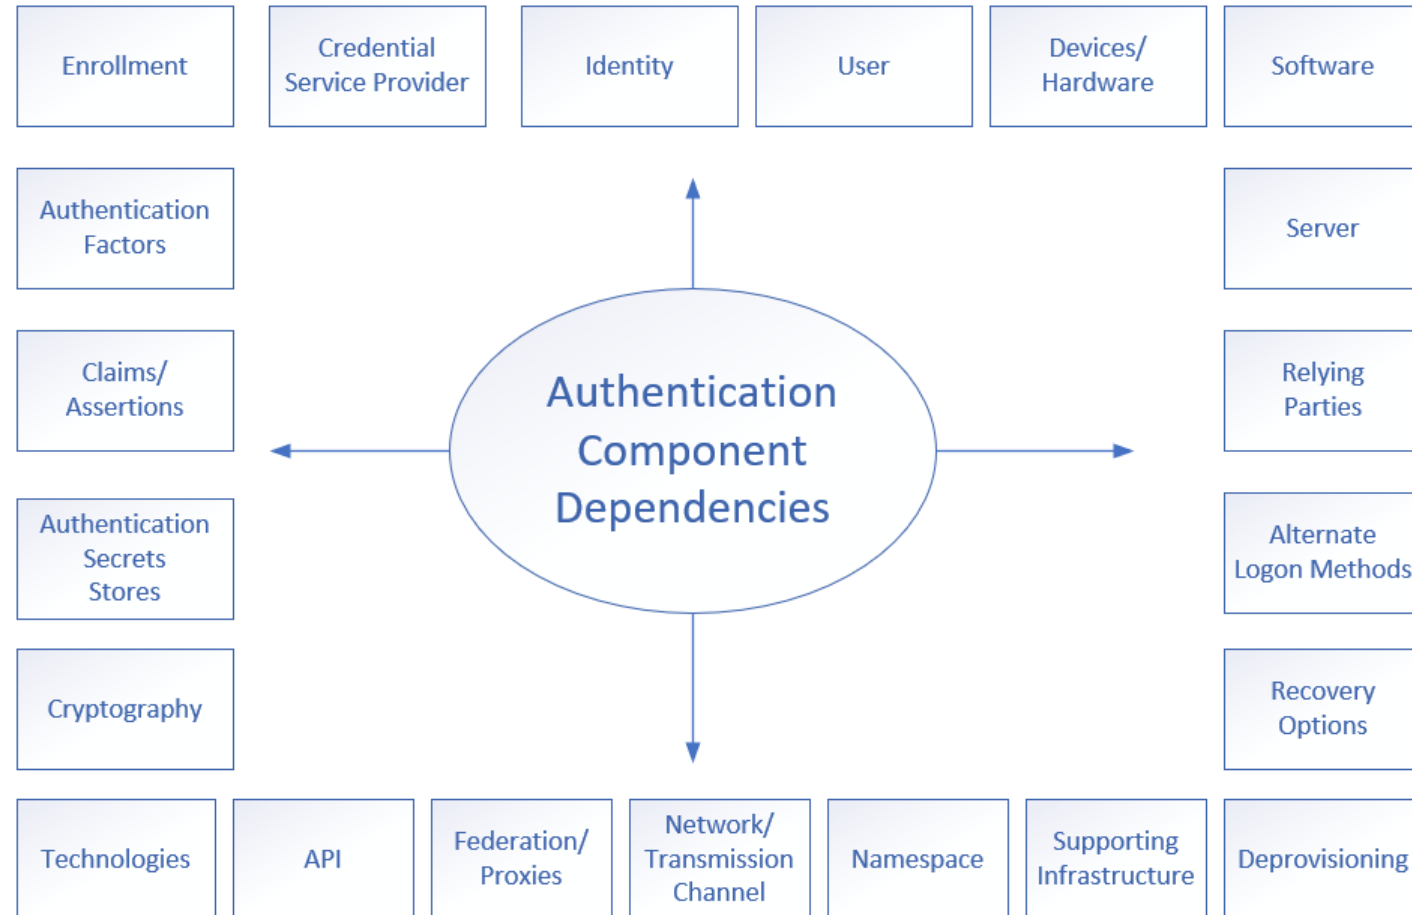 Enrollment
Credential
Service Provider
Identity
User
Devices/
Hardware
Software
Authentication
Factors
Server
Claims/
Assertions
Relying
Parties
Authentication
Component
Dependencies
Authentication
Secrets
Stores
Alternate
Logon Methods
Cryptography
Recovery
Options
Technologies
API
Federation/
Proxies
Network/
Transmission
Channel
Namespace
Supporting
Infrastructure
Deprovisioning